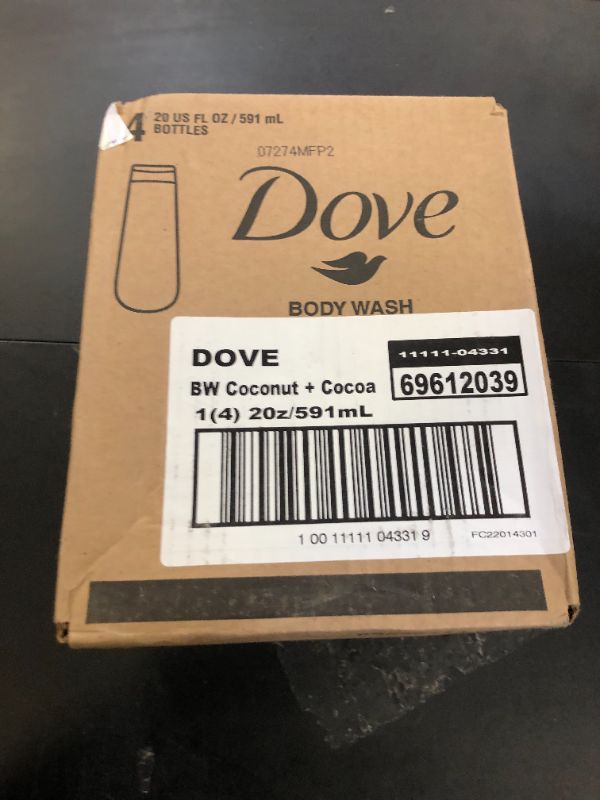 4 20 US FL OZ / 591 mL
BOTTLES
07274MFP2
Dove
BODY WASH
DOVE
11111-04331
BW Coconut + Cocoa
69612039
1(4) 20z/591mL
1 00 11111 04331 9
FC22014301